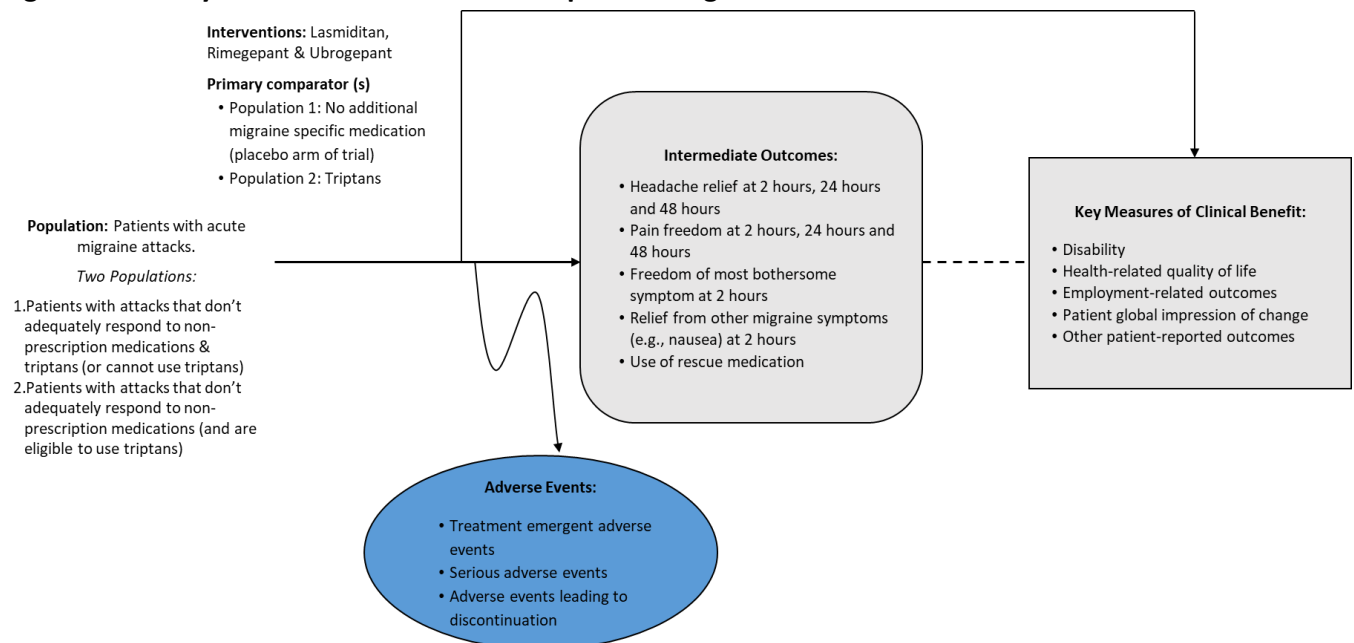 Interventions: Lasmiditan,
Rimegepant & Ubrogepant
Primary comparator (s)
• Population 1: No additional
migraine specific medication
(placebo arm of trial)
• Population 2: Triptans
Population: Patients with acute
migraine attacks.
Two Populations:
1.Patients with attacks that don’t
adequately respond to non-
prescription medications &
triptans (or cannot use triptans)
2.Patients with attacks that don’t
adequately respond to non-
prescription medications (and are
eligible to use triptans)
Intermediate Outcomes:
• Headache relief at 2 hours, 24 hours
and 48 hours
• Pain freedom at 2 hours, 24 hours and
48 hours
• Freedom of most bothersome
symptom at 2 hours
• Relief from other migraine symptoms
(e.g., nausea) at 2 hours
• Use of rescue medication
Key Measures of Clinical Benefit:
• Disability
• Health-related quality of life
• Employment-related outcomes
• Patient global impression of change
• Other patient-reported outcomes
Adverse Events:
• Treatment emergent adverse
events
• Serious adverse events
• Adverse events leading to
discontinuation